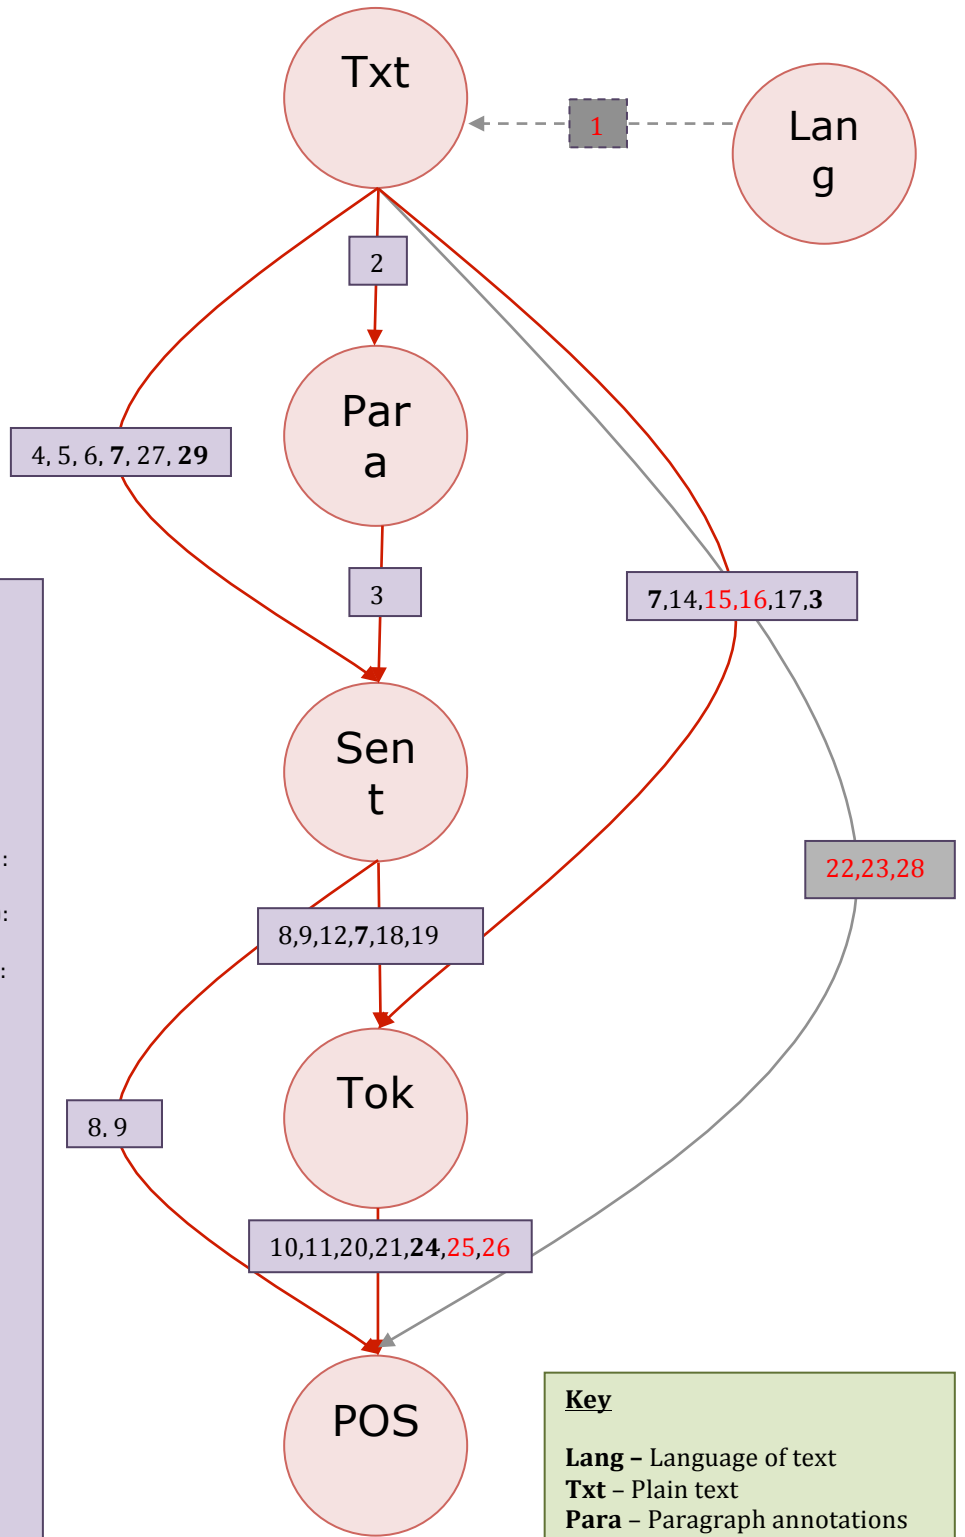 Txt
1
Lan
g
2
Par
a
4, 5, 6, 7, 27, 29
3
7,14,15,16,17,3
Sen
t
:
:
:
22,23,28
8,9,12,7,18,19
Tok
8, 9
10,11,20,21,24,25,26
POS
Key
Lang – Language of text
Txt – Plain text
Para – Paragraph annotations